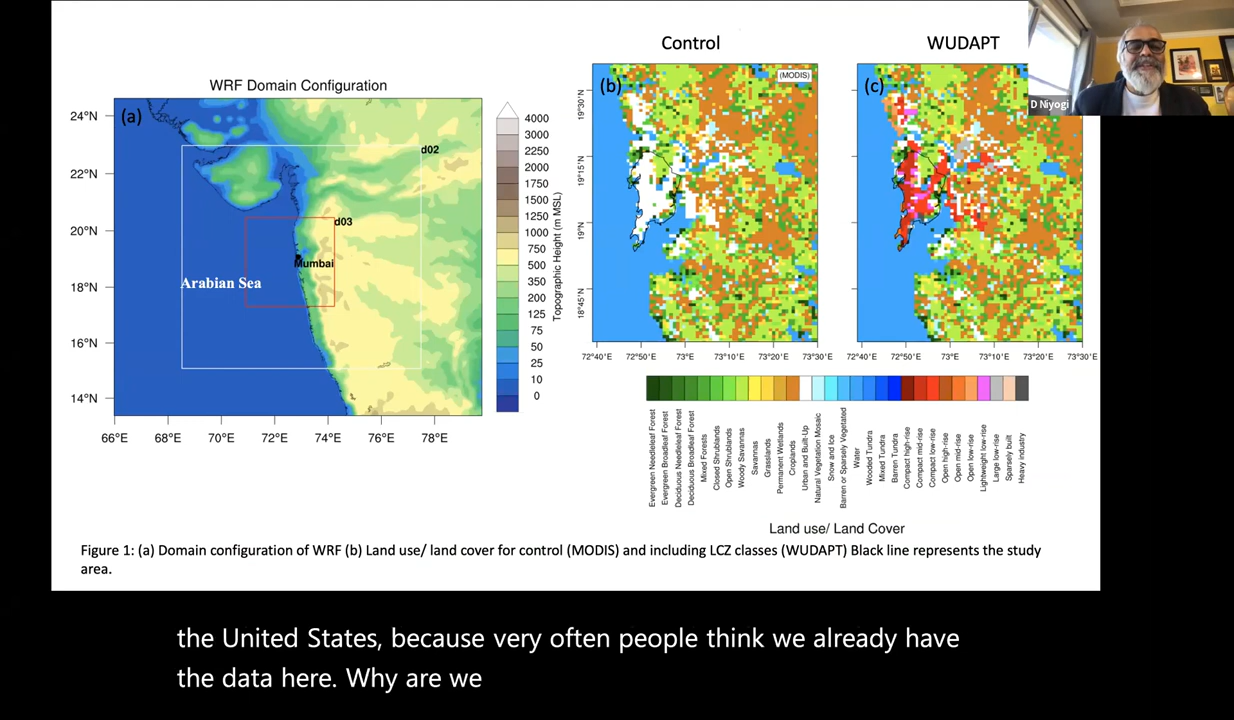 Control
WUDAPT
D Niyogi
WRF Domain Configuration
(a)
(b)
(MODIS)
(c)
24°N
22°N
20°N
18°N
16°N
14°N
66°E
68°E
70°E
72°E
74°E
76°E
78°E
d02
d03
Mumbai
Arabian Sea
4000
3000
2250
2000
1750
1500
1250
1000
750
500
350
200
125
75
50
25
10
0
Topographic Height (m MSL)
19°30'N
19°15'N
19°N
18°45'N
72°40'E
72°50'E
73°E
73°10'E
73°20'E
73°30'E
19°30'N
19°15'N
19°N
18°45'N
72°40'E
72°50'E
73°E
73°10'E
73°20'E
73°30'E
Evergreen Needleleaf Forest
Evergreen Broadleaf Forest
Deciduous Needleleaf Forest
Deciduous Broadleaf Forest
Mixed Forests
Closed Shrublands
Open Shrublands
Woody Savannas
Savannas
Grasslands
Permanent Wetlands
Croplands
Urban and Built-Up
Natural Vegetation Mosaic
Snow and Ice
Barren or Sparsely Vegetated
Water
Wooded Tundra
Mixed Tundra
Barren Tundra
Compact high-rise
Compact mid-rise
Compact low-rise
Open high-rise
Open mid-rise
Open low-rise
Lightweight low-rise
Large low-rise
Sparsely built
Heavy industry
Land use/ Land Cover
Figure 1: (a) Domain configuration of WRF (b) Land use/ land cover for control (MODIS) and including LCZ classes (WUDAPT) Black line represents the study
area.
the United States, because very often people think we already have
the data here. Why are we